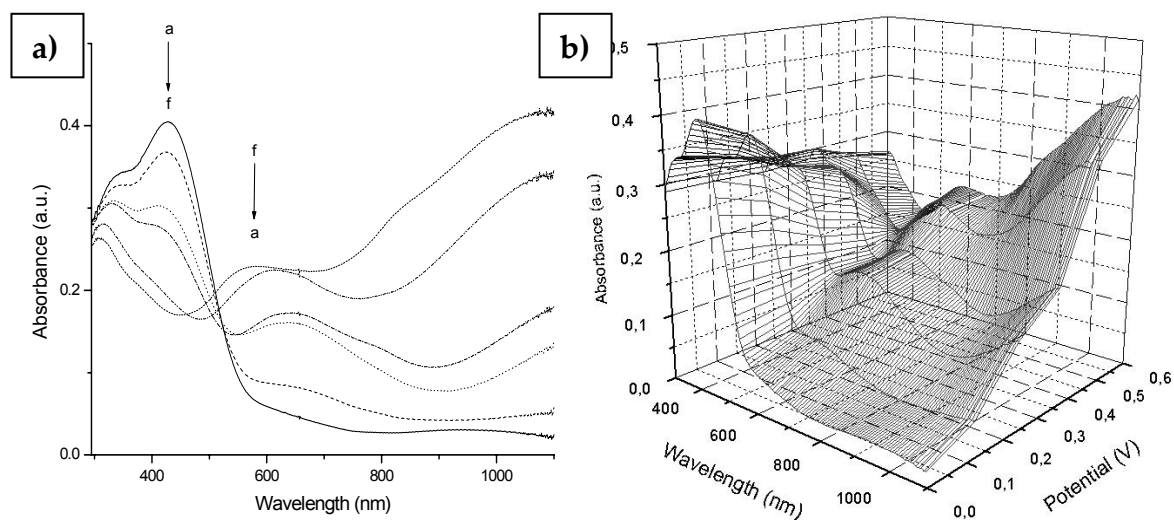 a)
a
f
f
a
0.4
0.2
0.0
400 600 800 1000
Absorbance (a.u.)
Wavelength (nm)
b)
0,5
0,4
0,3
0,2
0,1
0,0
Absorbance (a.u.)
400
600
800
1000
Wavelength (nm)
0,0
0,1
0,2
0,3
0,4
0,5
0,6
Potential (V)